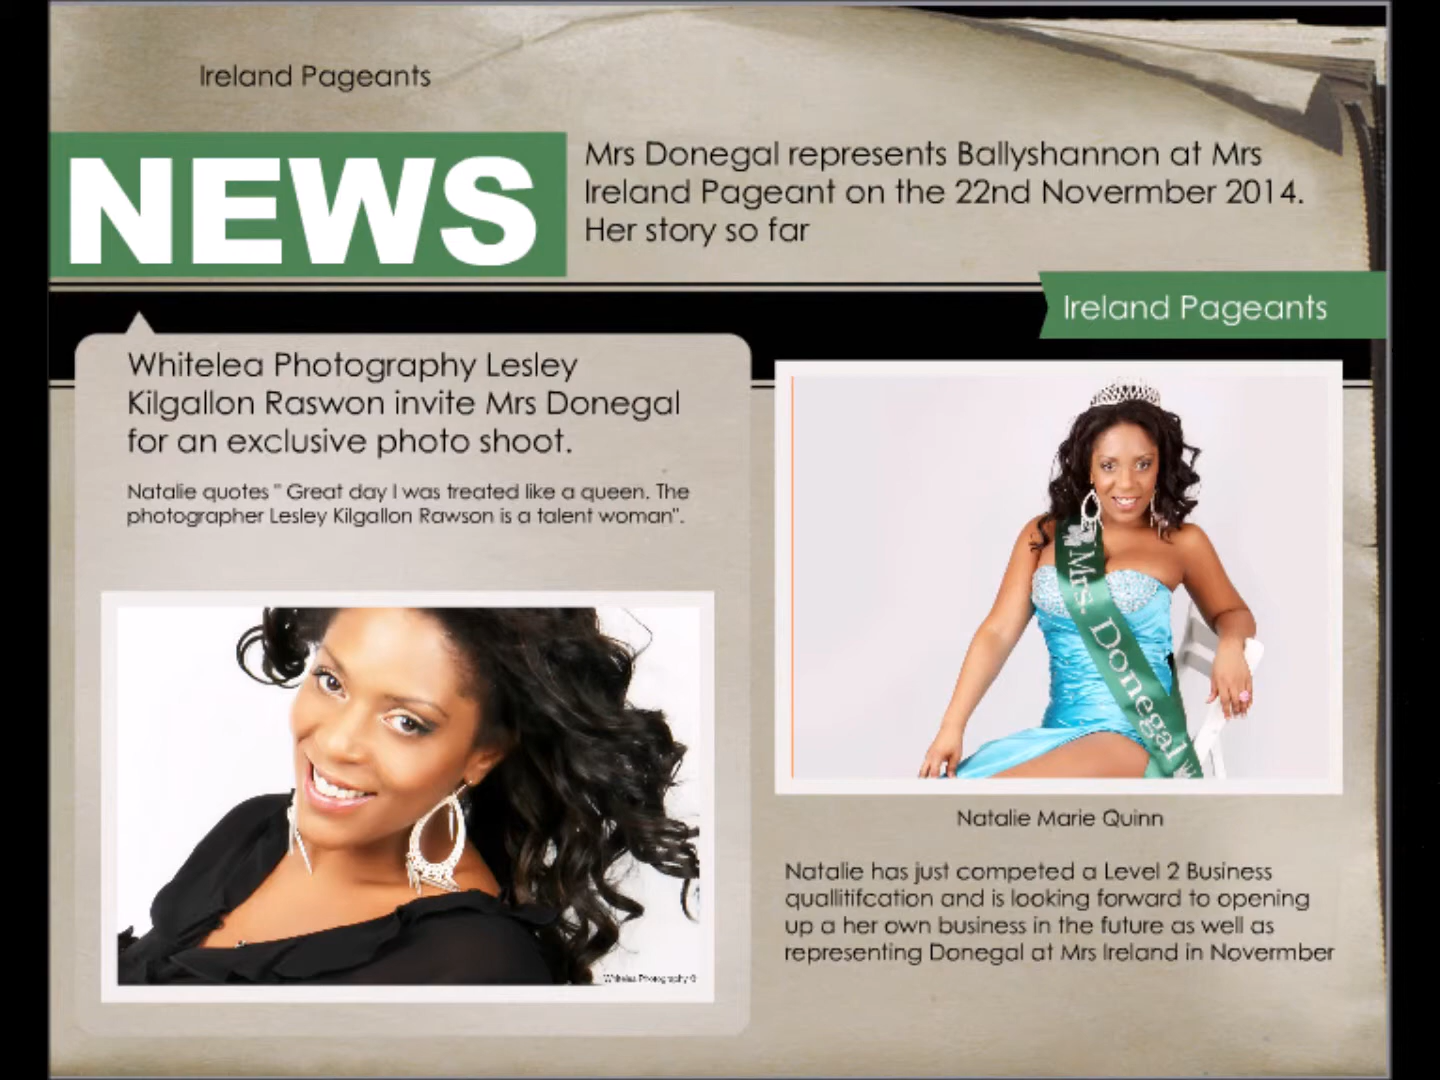 Ireland Pageants
NEWS
Mrs Donegal represents Ballyshannon at Mrs
Ireland Pageant on the 22nd Novermber 2014.
Her story so far
Ireland Pageants
Whitelea Photography Lesley
Kilgallon Raswon invite Mrs Donegal
for an exclusive photo shoot.
Natalie quotes " Great day I was treated like a queen. The
photographer Lesley Kilgallon Rawson is a talent woman".
Whitelea Photography ©
Mrs. Donegal
Natalie Marie Quinn
Natalie has just competed a Level 2 Business
quallitifcation and is looking forward to opening
up a her own business in the future as well as
representing Donegal at Mrs Ireland in Novermber